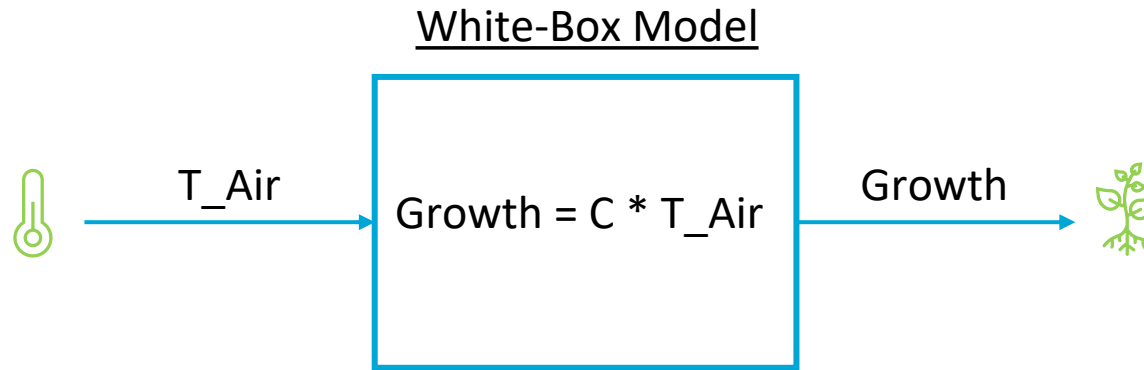 White-Box Model
T_Air
Growth = C * T_Air
Growth